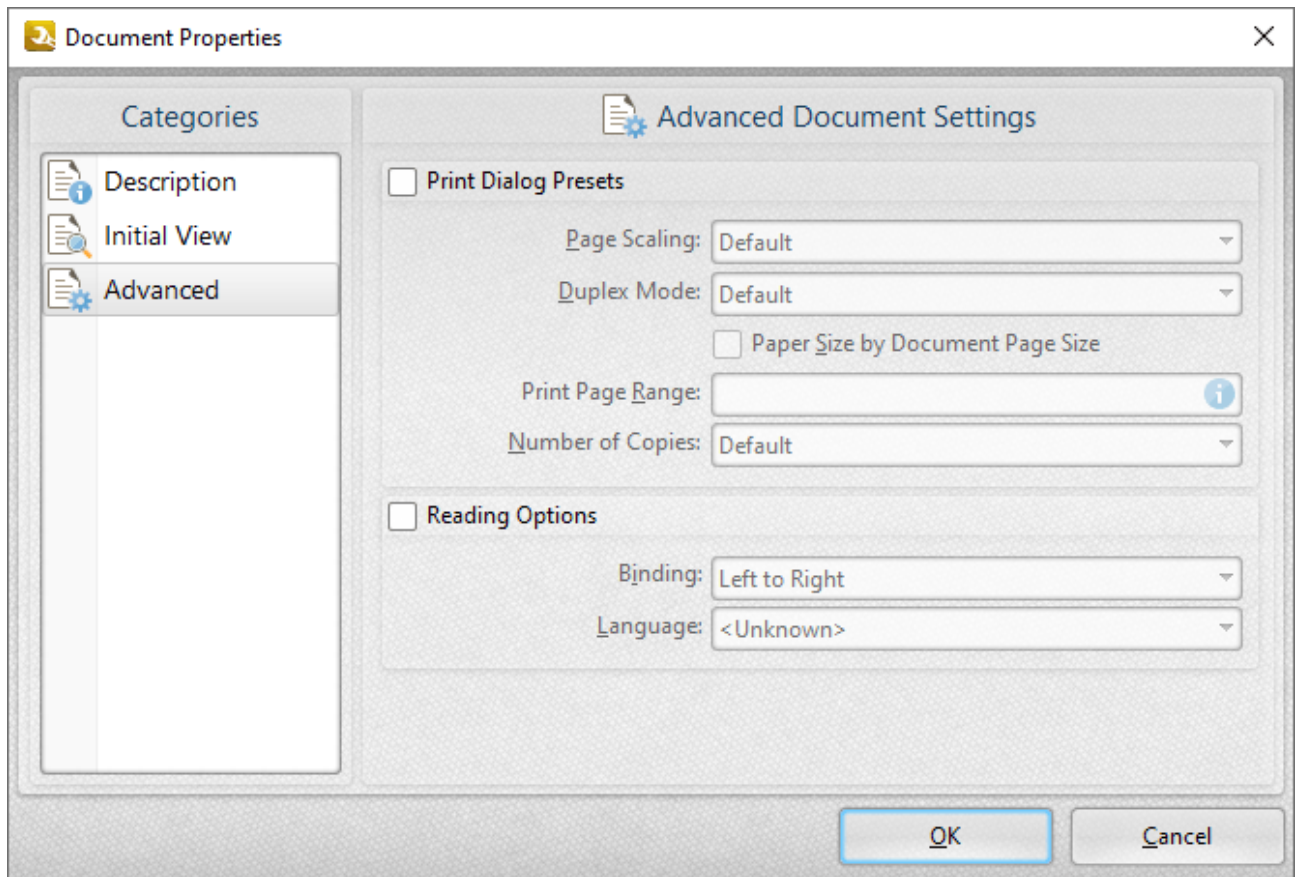 Document Properties
Categories
Description
Initial View
Advanced
Advanced Document Settings
Print Dialog Presets
Page Scaling: Default
Duplex Mode: Default
Paper Size by Document Page Size
Print Page Range:
Number of Copies: Default
Reading Options
Binding: Left to Right
Language: <Unknown>
OK Cancel